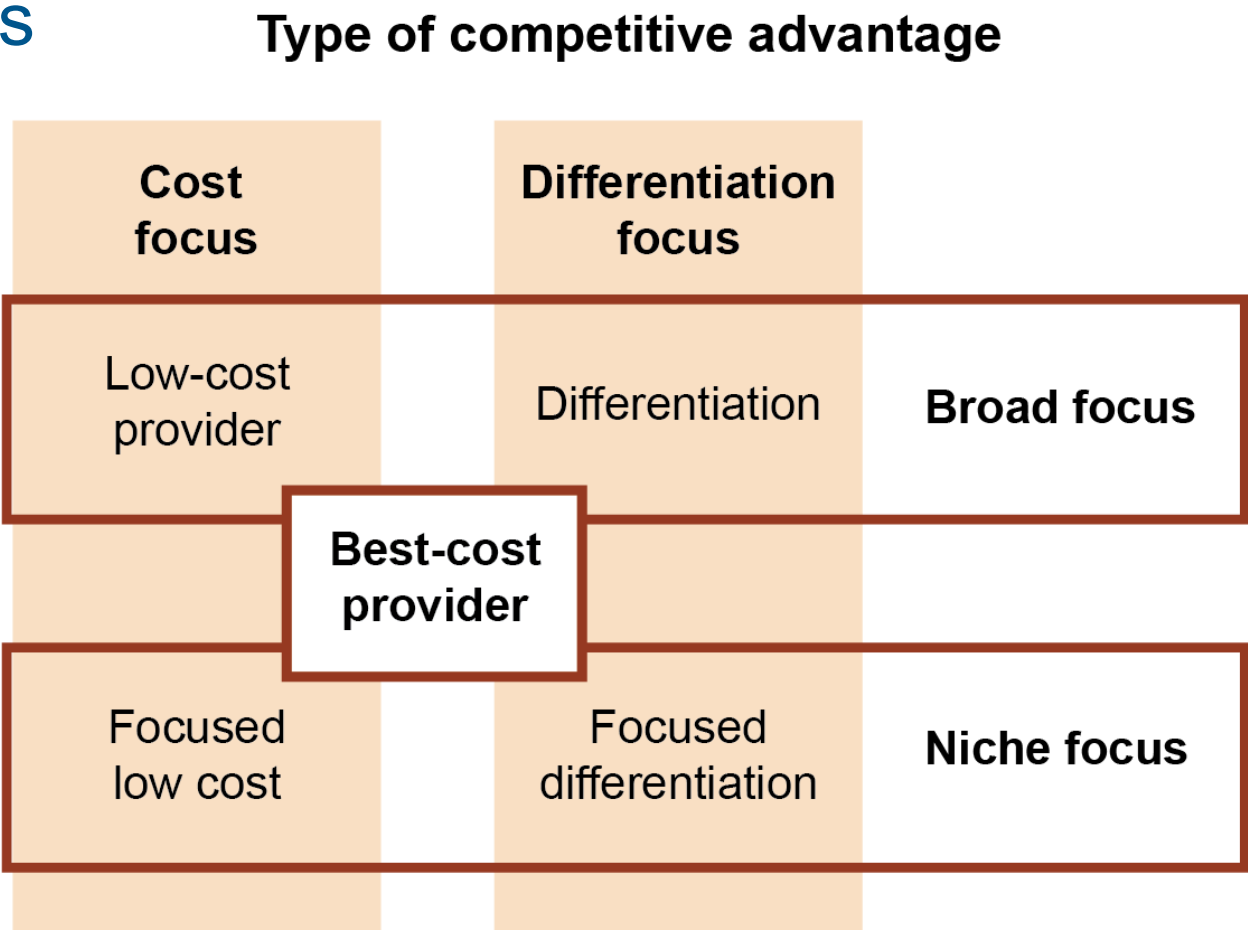 S
Type of competitive advantage
Cost
focus
Differentiation
focus
Low-cost
provider
Differentiation
Broad focus
Best-cost
provider
Focused
low cost
Focused
differentiation
Niche focus